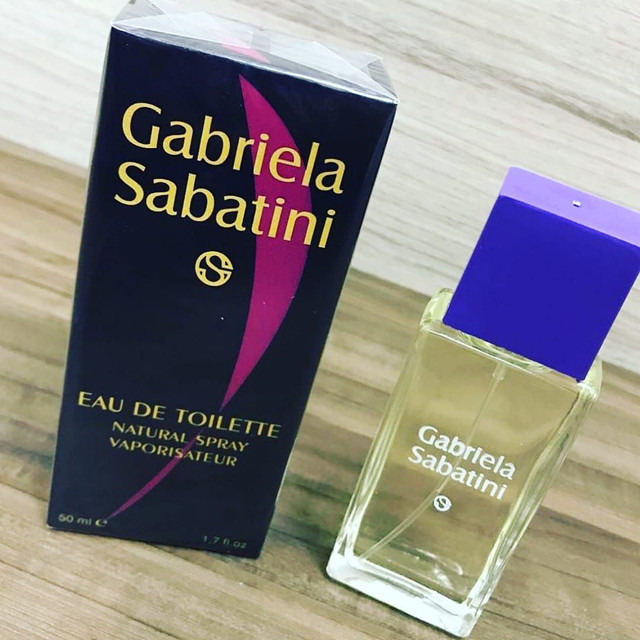 Gabriela
Sabatini
EAU DE TOILETTE
NATURAL SPRAY
VAPORISATEUR
50 ml e
1.7 fl.oz
Gabriela
Sabatini